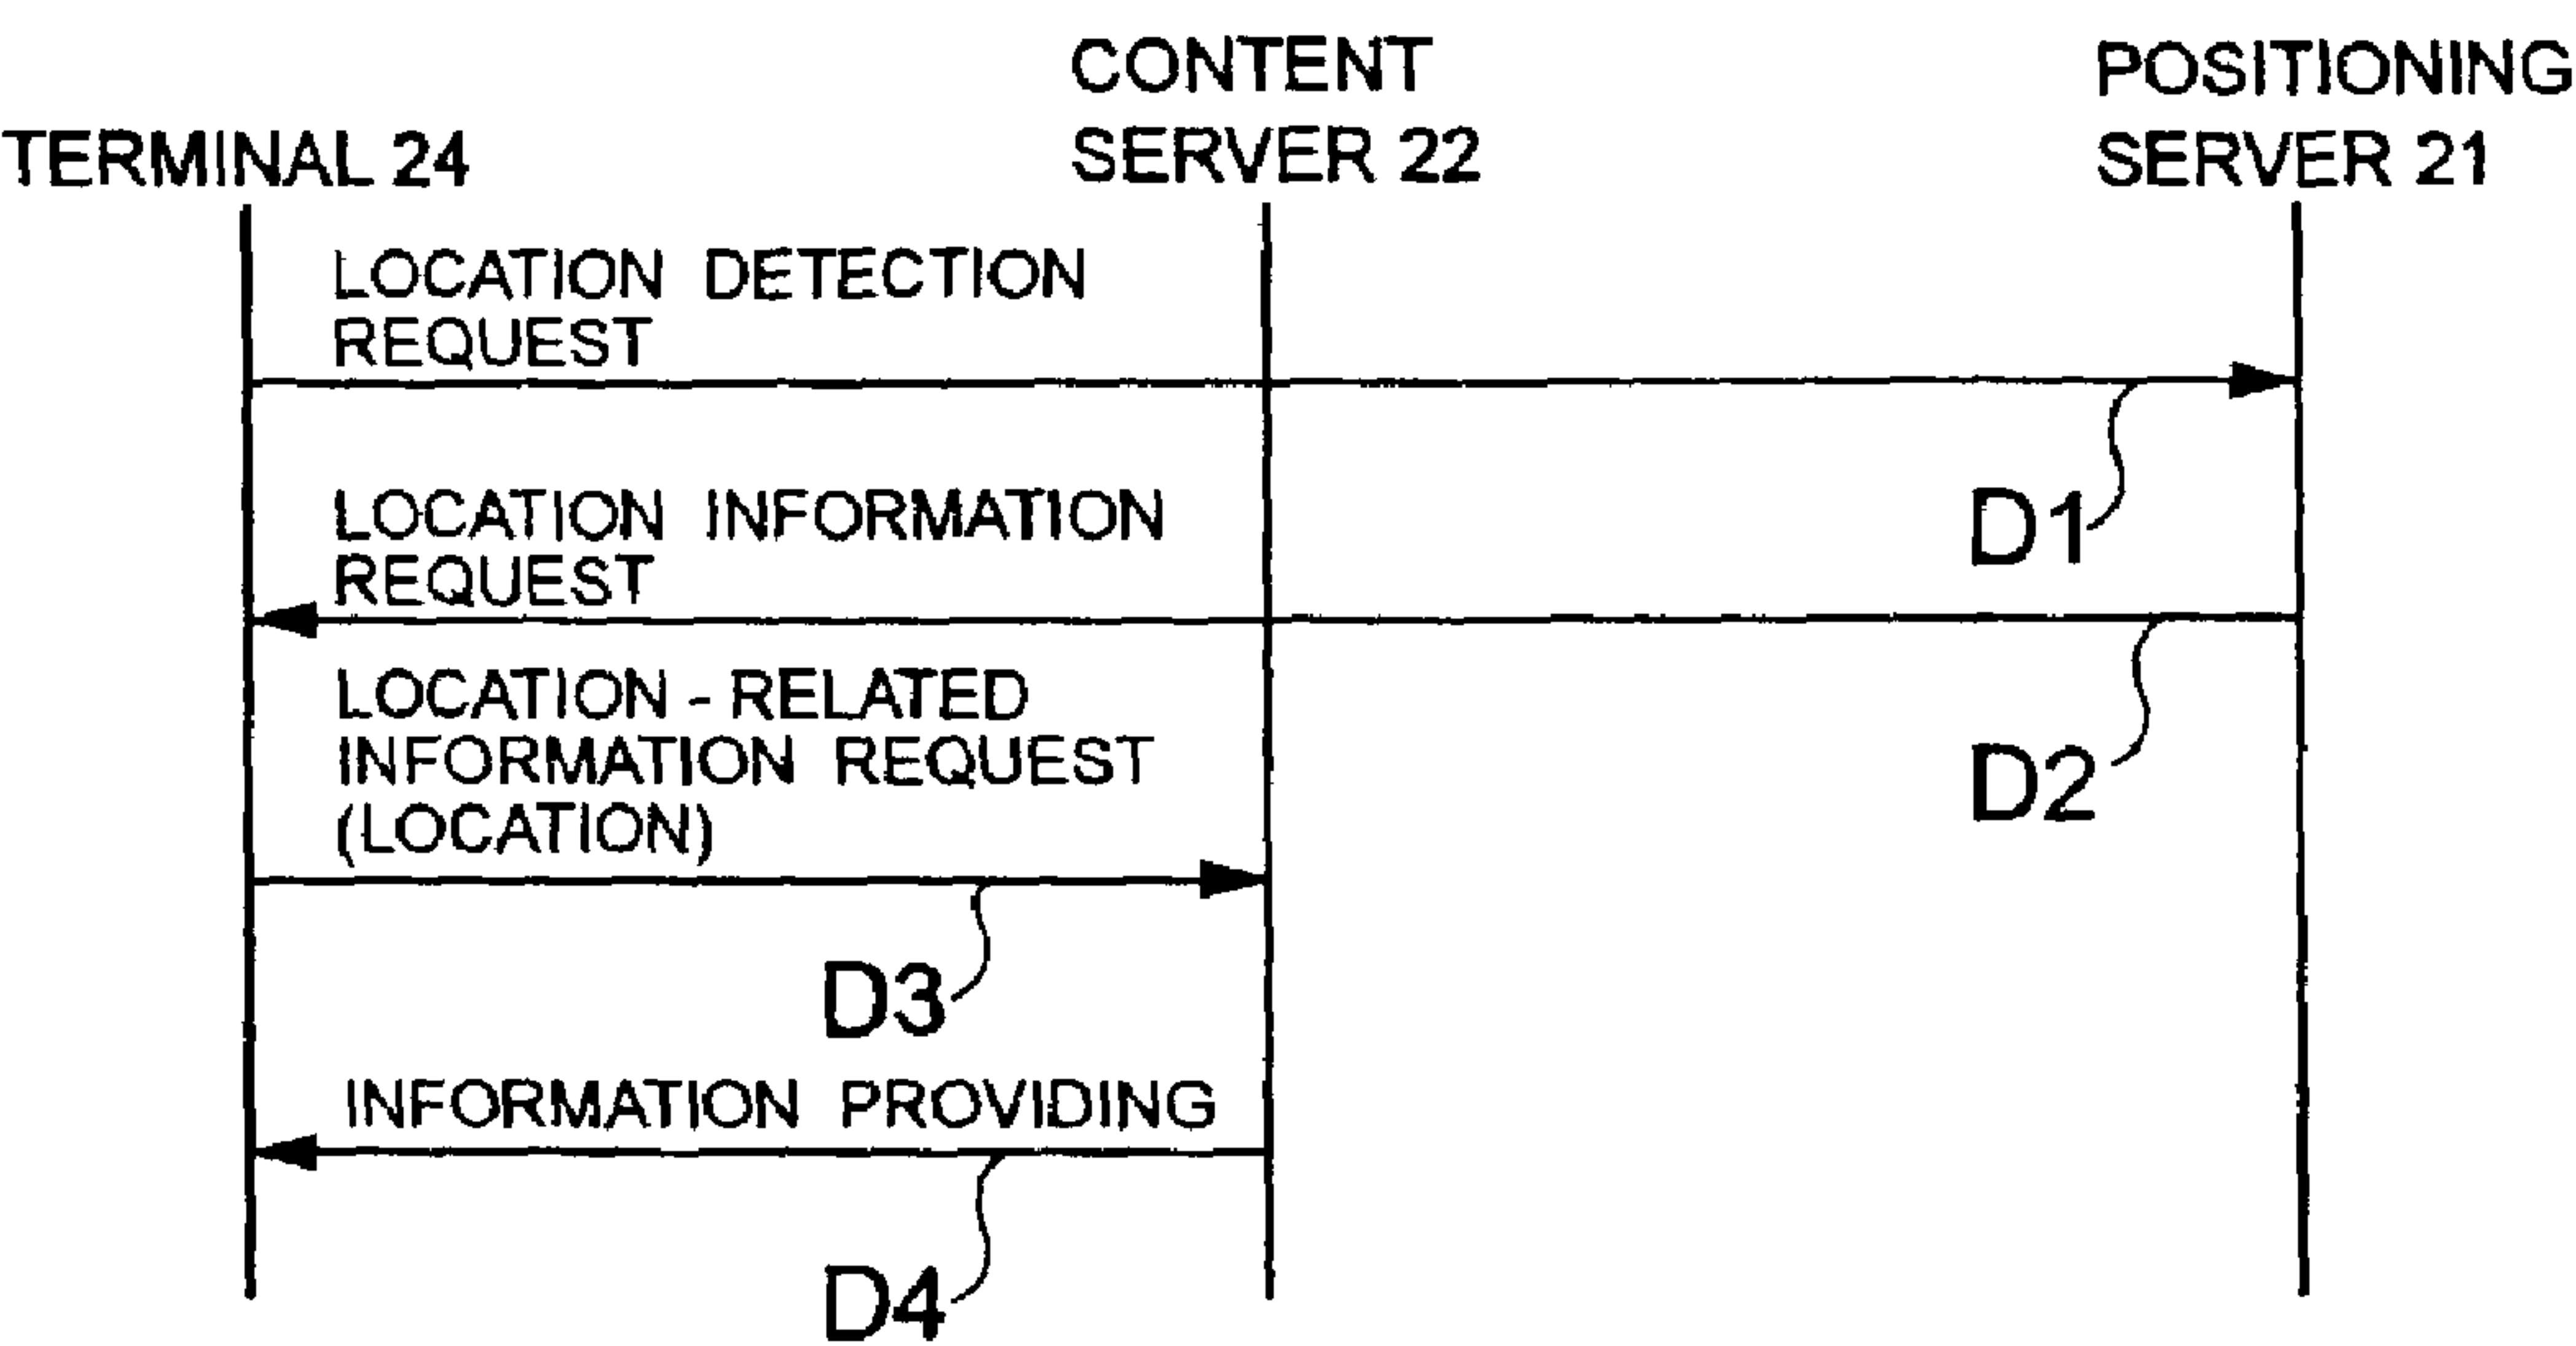 TERMINAL 24
CONTENT
SERVER 22
POSITIONING
SERVER 21
LOCATION DETECTION
REQUEST
D1
LOCATION INFORMATION
REQUEST
D2
LOCATION - RELATED
INFORMATION REQUEST
(LOCATION)
D3
INFORMATION PROVIDING
D4